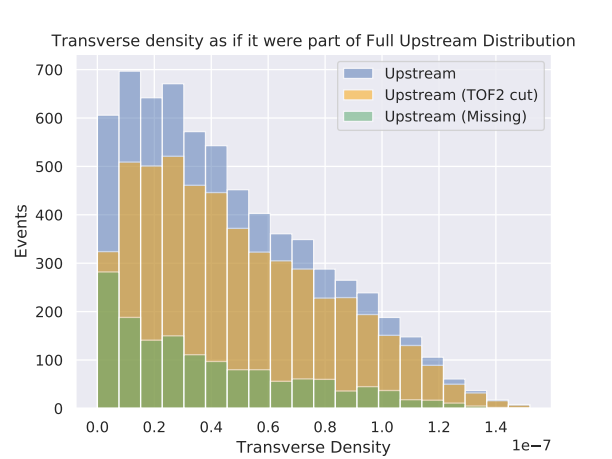 Transverse density as if it were part of Full Upstream Distribution
700
600
500
400
300
200
100
0
Events
Upstream
Upstream (TOF2 cut)
Upstream (Missing)
0.0 0.2 0.4 0.6 0.8 1.0 1.2 1.4
1e−7
Transverse Density